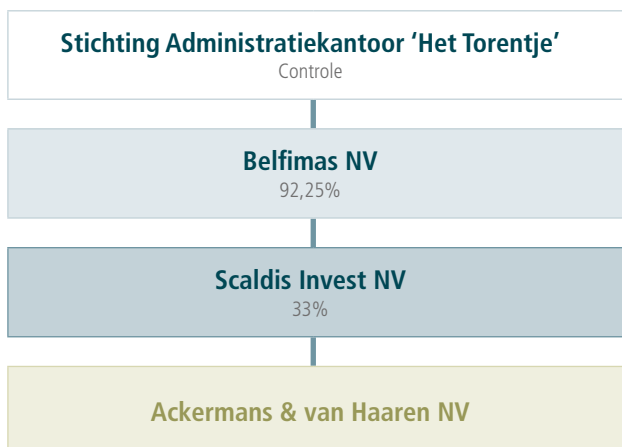 Stichting Administratiekantoor ‘Het Torentje’
Controle
Belfimas NV
92,25%
Scaldis Invest NV
33%
Ackermans & van Haaren NV